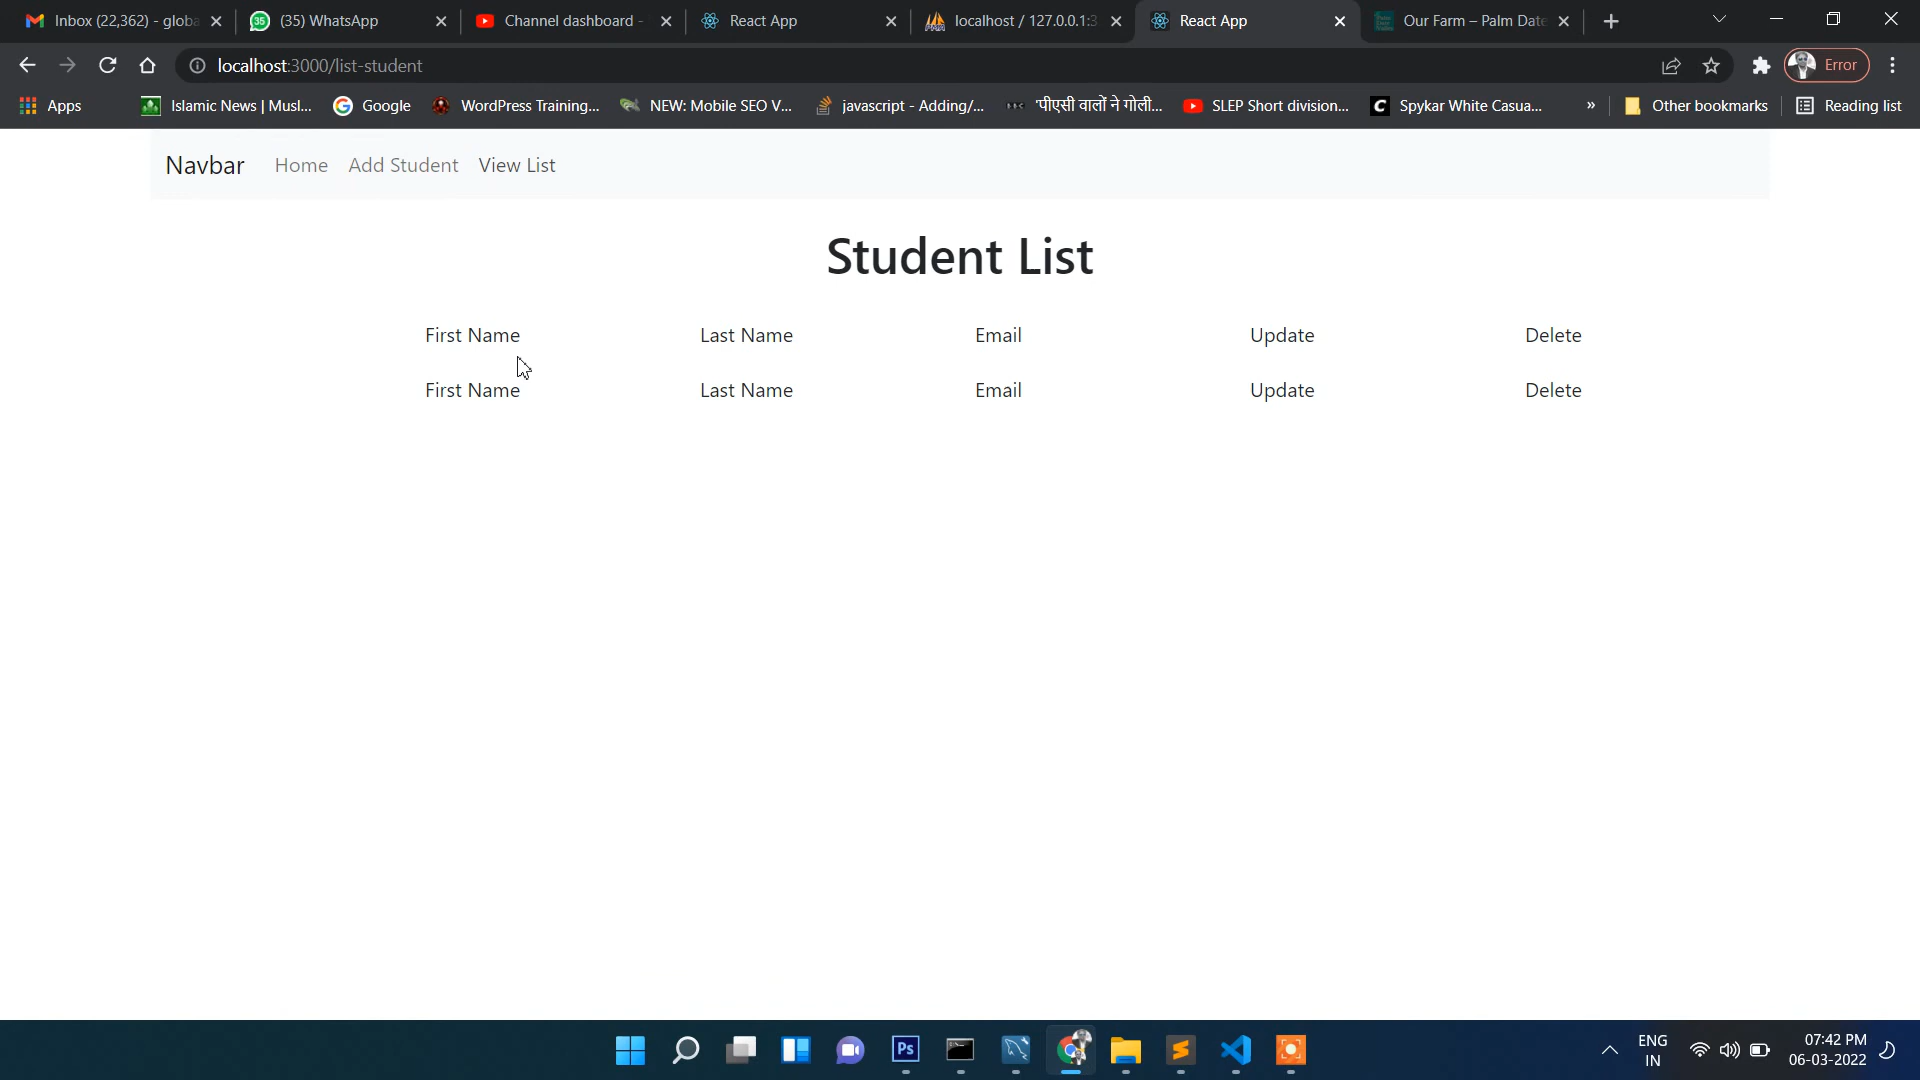 Inbox (22,362) - globa
(35) WhatsApp
Channel dashboard -
React App
localhost / 127.0.0.1:3
React App
Our Farm – Palm Date
localhost:3000/list-student
Error
Apps
Islamic News | Musl...
Google
WordPress Training...
NEW: Mobile SEO V...
javascript - Adding/...
'पीएसी वालों ने गोली...
SLEP Short division...
Spykar White Casua...
»
Other bookmarks
Reading list
Navbar
Home
Add Student
View List
Student List
First Name Last Name Email Update Delete
First Name Last Name Email Update Delete
ENG
IN
07:42 PM
06-03-2022